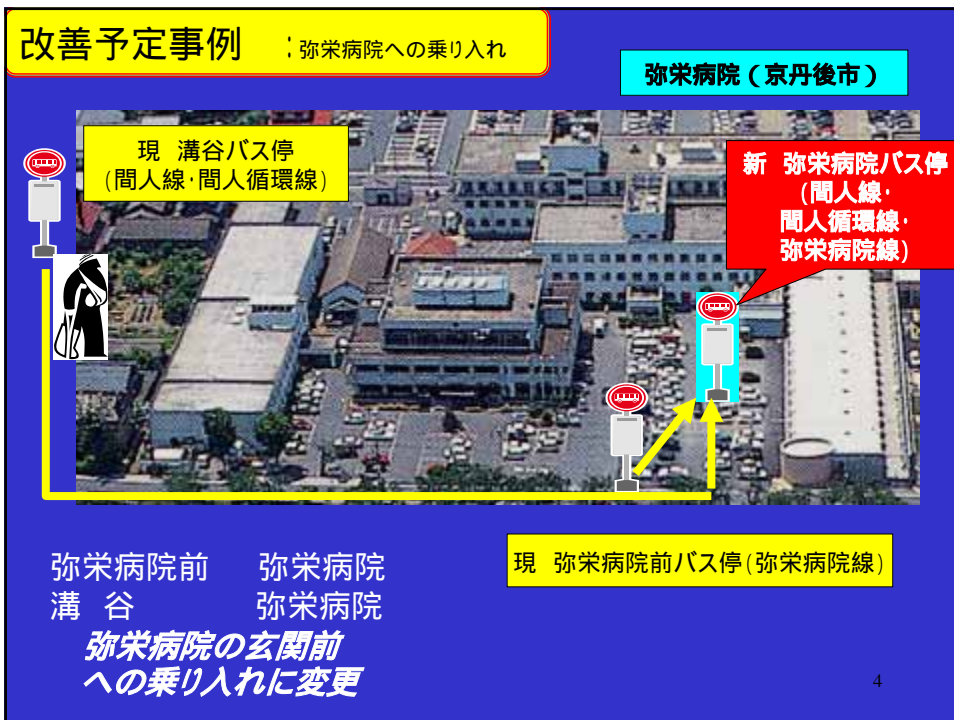 改善予定事例 :弥栄病院への乗り入れ
弥栄病院(京丹後市)
現 溝谷バス停
(間人線・間人循環線)
新 弥栄病院バス停
(間人線・
間人循環線・
弥栄病院線)
現 弥栄病院前バス停(弥栄病院線)
弥栄病院前 弥栄病院
溝 谷 弥栄病院
弥栄病院の玄関前
への乗り入れに変更
4